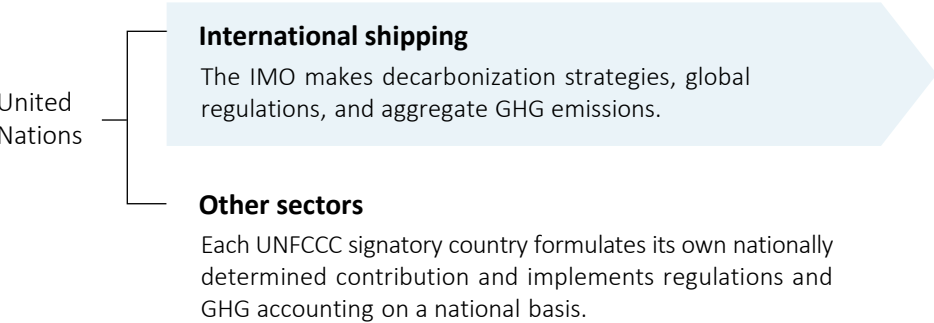 International shipping
The IMO makes decarbonization strategies, global
regulations, and aggregate GHG emissions.
United
Nations
Other sectors
Each UNFCCC signatory country formulates its own nationally
determined contribution and implements regulations and
GHG accounting on a national basis.